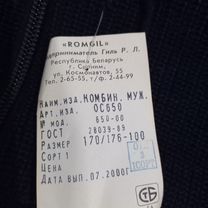 «ROMGIL»
дприниматель Гиль Р. Л.
Республика Беларусь
ул. Космонавтов, 55
Тел. 2-65-55, т/ф 2-44-99
НАИМ.ИЗД. КОМБИН. МУЖ.
АРТ.ИЗД. ОС650
№ МОД. 650-00
ГОСТ 28039-89
РАЗМЕР 170/176-100
СОРТ 1
ЦЕНА
ДАТА ВЫП. 07.2000Г